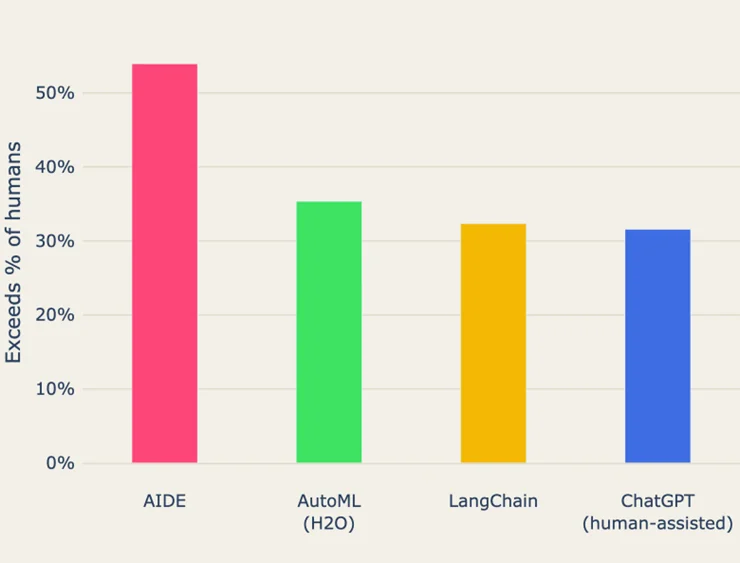 Exceeds % of humans
50%
40%
30%
20%
10%
0%
AIDE
AutoML
(H2O)
LangChain
ChatGPT
(human-assisted)